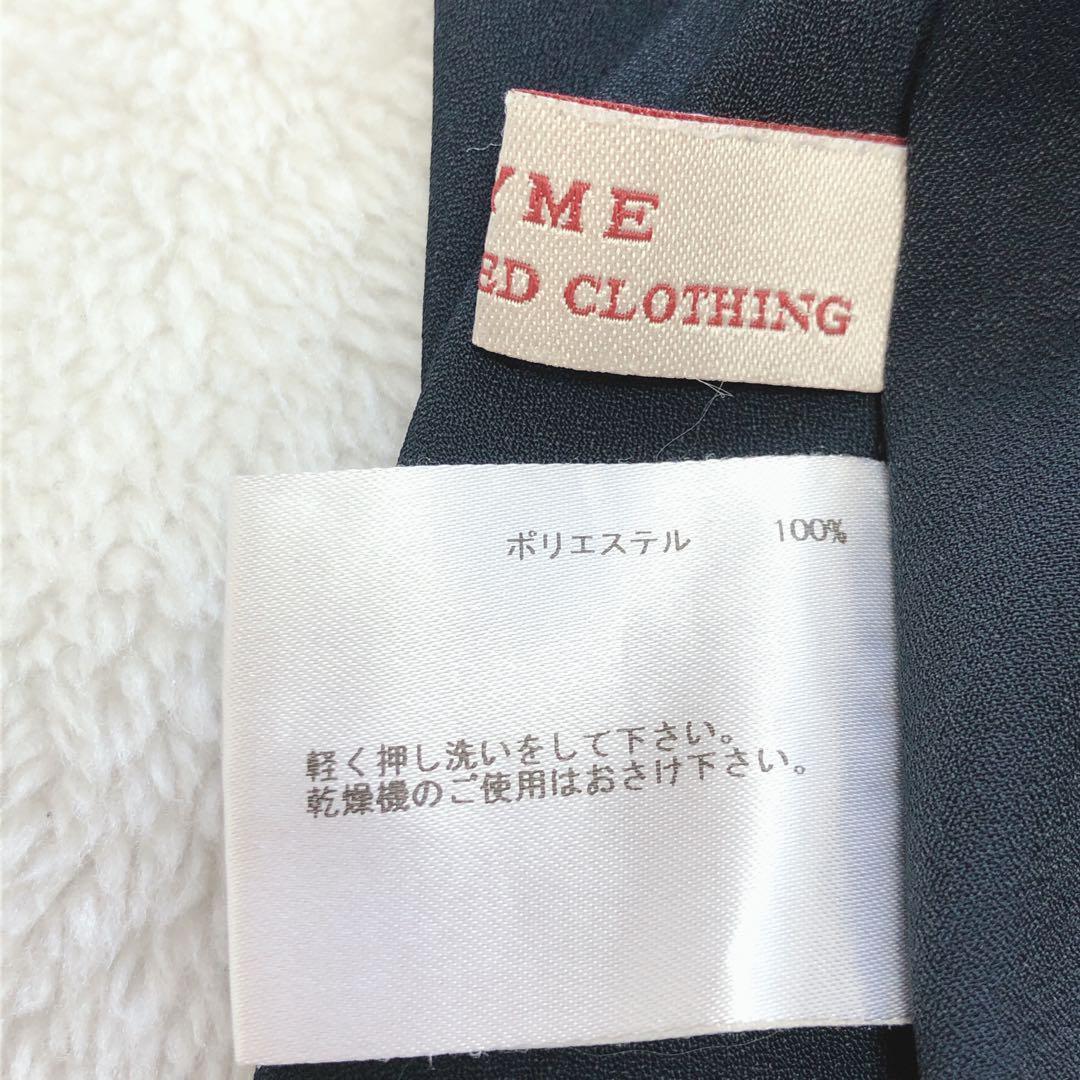 YME
ED CLOTHING
ポリエステル 100%
軽く押し洗いをして下さい。
乾燥機のご使用はおさけ下さい。